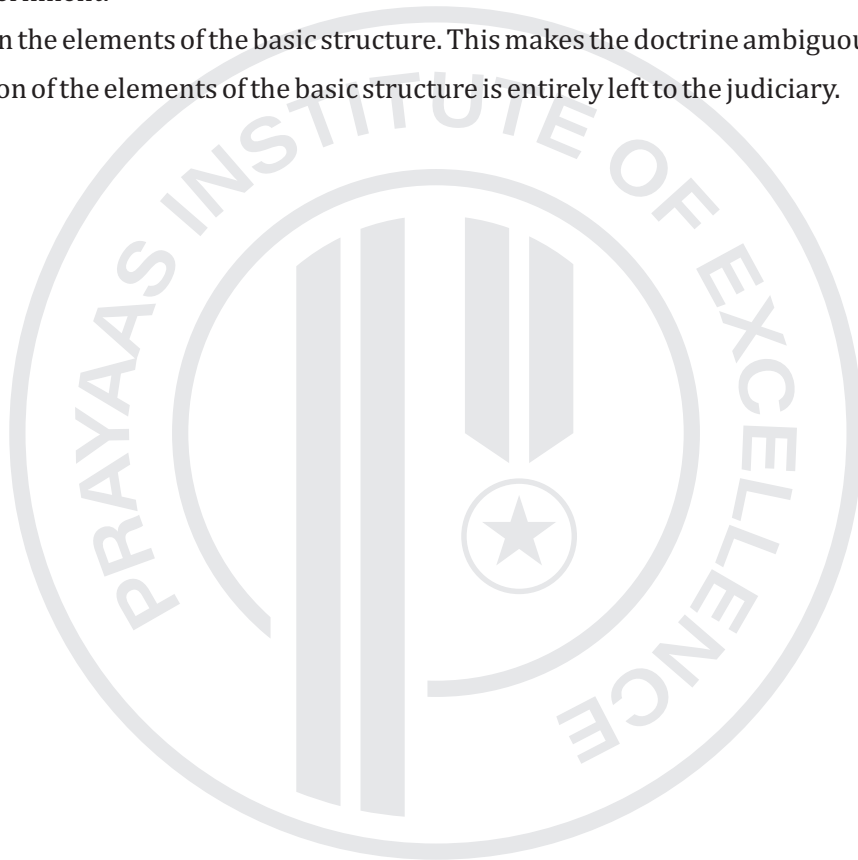 n the elements of the basic structure. This makes the doctrine ambiguou
on of the elements of the basic structure is entirely left to the judiciary.
PRAYAAS INSTITUTE OF EXCELLENCE